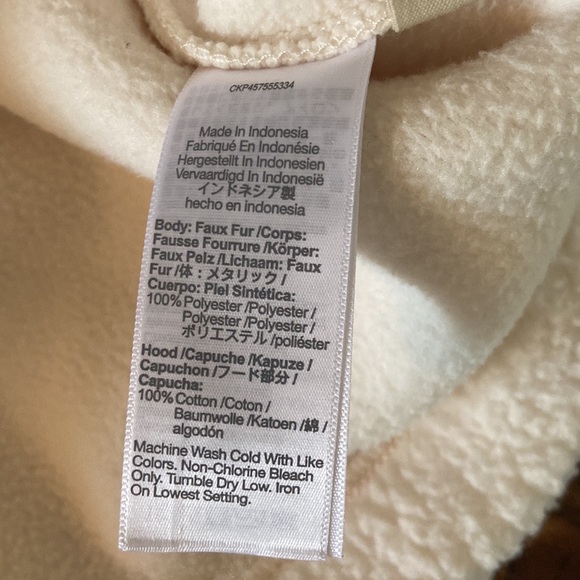 CKP457555334
Made In Indonesia
Fabriqué En Indonésie
Hergestellt In Indonesien
Vervaardigd In Indonesië
インドネシア製
hecho en indonesia
Body: Faux Fur /Corps:
Fausse Fourrure /Körper:
Faux Pelz /Lichaam: Faux
Fur /体：メタリック /
Cuerpo: Piel Sintética:
100% Polyester /Polyester /
Polyester /Polyester /
ポリエステル /poliéster
Hood /Capuche /Kapuze /
Capuchon /フード部分 /
Capucha:
100% Cotton /Coton /
Baumwolle /Katoen /綿 /
algodón
Machine Wash Cold With Like
Colors. Non-Chlorine Bleach
Only. Tumble Dry Low. Iron
On Lowest Setting.